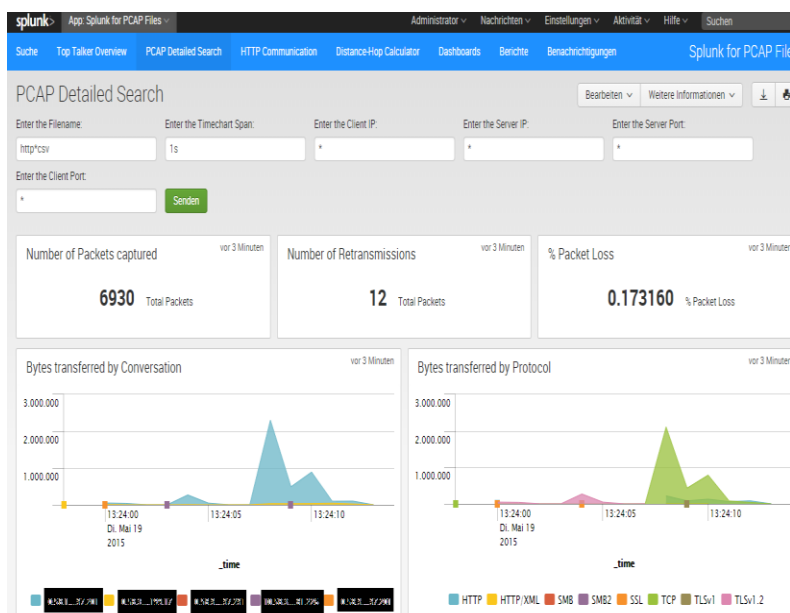 splunk> App: Splunk for PCAP Files Administrator Nachrichten Einstellungen Aktivität Hilfe Suchen
Suche Top Talker Overview PCAP Detailed Search HTTP Communication Distance-Hop Calculator Dashboards Berichte Benachrichtigungen Splunk for PCAP File
PCAP Detailed Search Bearbeiten Weitere Informationen
Enter the Filename: Enter the Timechart Span: Enter the Client IP: Enter the Server IP: Enter the Server Port:
http*csv 1s * * *
Enter the Client Port:
* Senden
Number of Packets captured vor 3 Minuten Number of Retransmissions vor 3 Minuten % Packet Loss vor 3 Minuten
6930 Total Packets 12 Total Packets 0.173160 % Packet Loss
Bytes transferred by Conversation vor 3 Minuten Bytes transferred by Protocol vor 3 Minuten
3.000.000 3.000.000
2.000.000 2.000.000
1.000.000 1.000.000
13:24:00 13:24:05 13:24:10 13:24:00 13:24:05 13:24:10
Di. Mai 19 Di. Mai 19
2015 2015
_time _time
HTTP HTTP/XML SMB SMB2 SSL TCP TLSv1 TLSv1.2